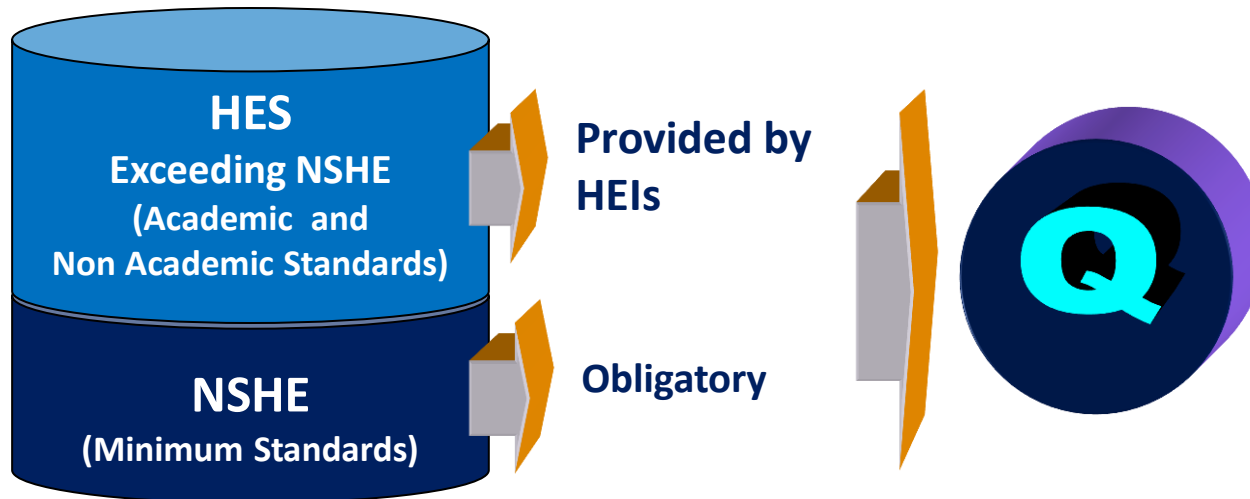 HES
Exceeding NSHE
(Academic and
Non Academic Standards)
Provided by
HEIs
NSHE
(Minimum Standards)
Obligatory
Q